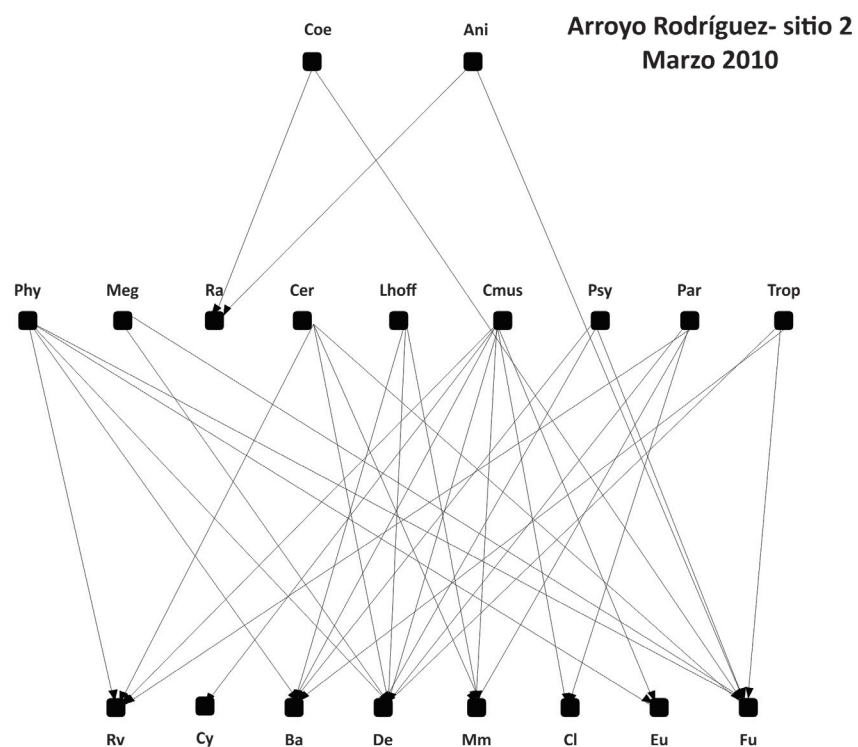 Coe
Ani
Arroyo Rodríguez- sitio 2
Marzo 2010
Phy
Meg
Ra
Cer
Lhoff
Cmus
Psy
Par
Trop
Rv
Cy
Ba
De
Mm
Cl
Eu
Fu